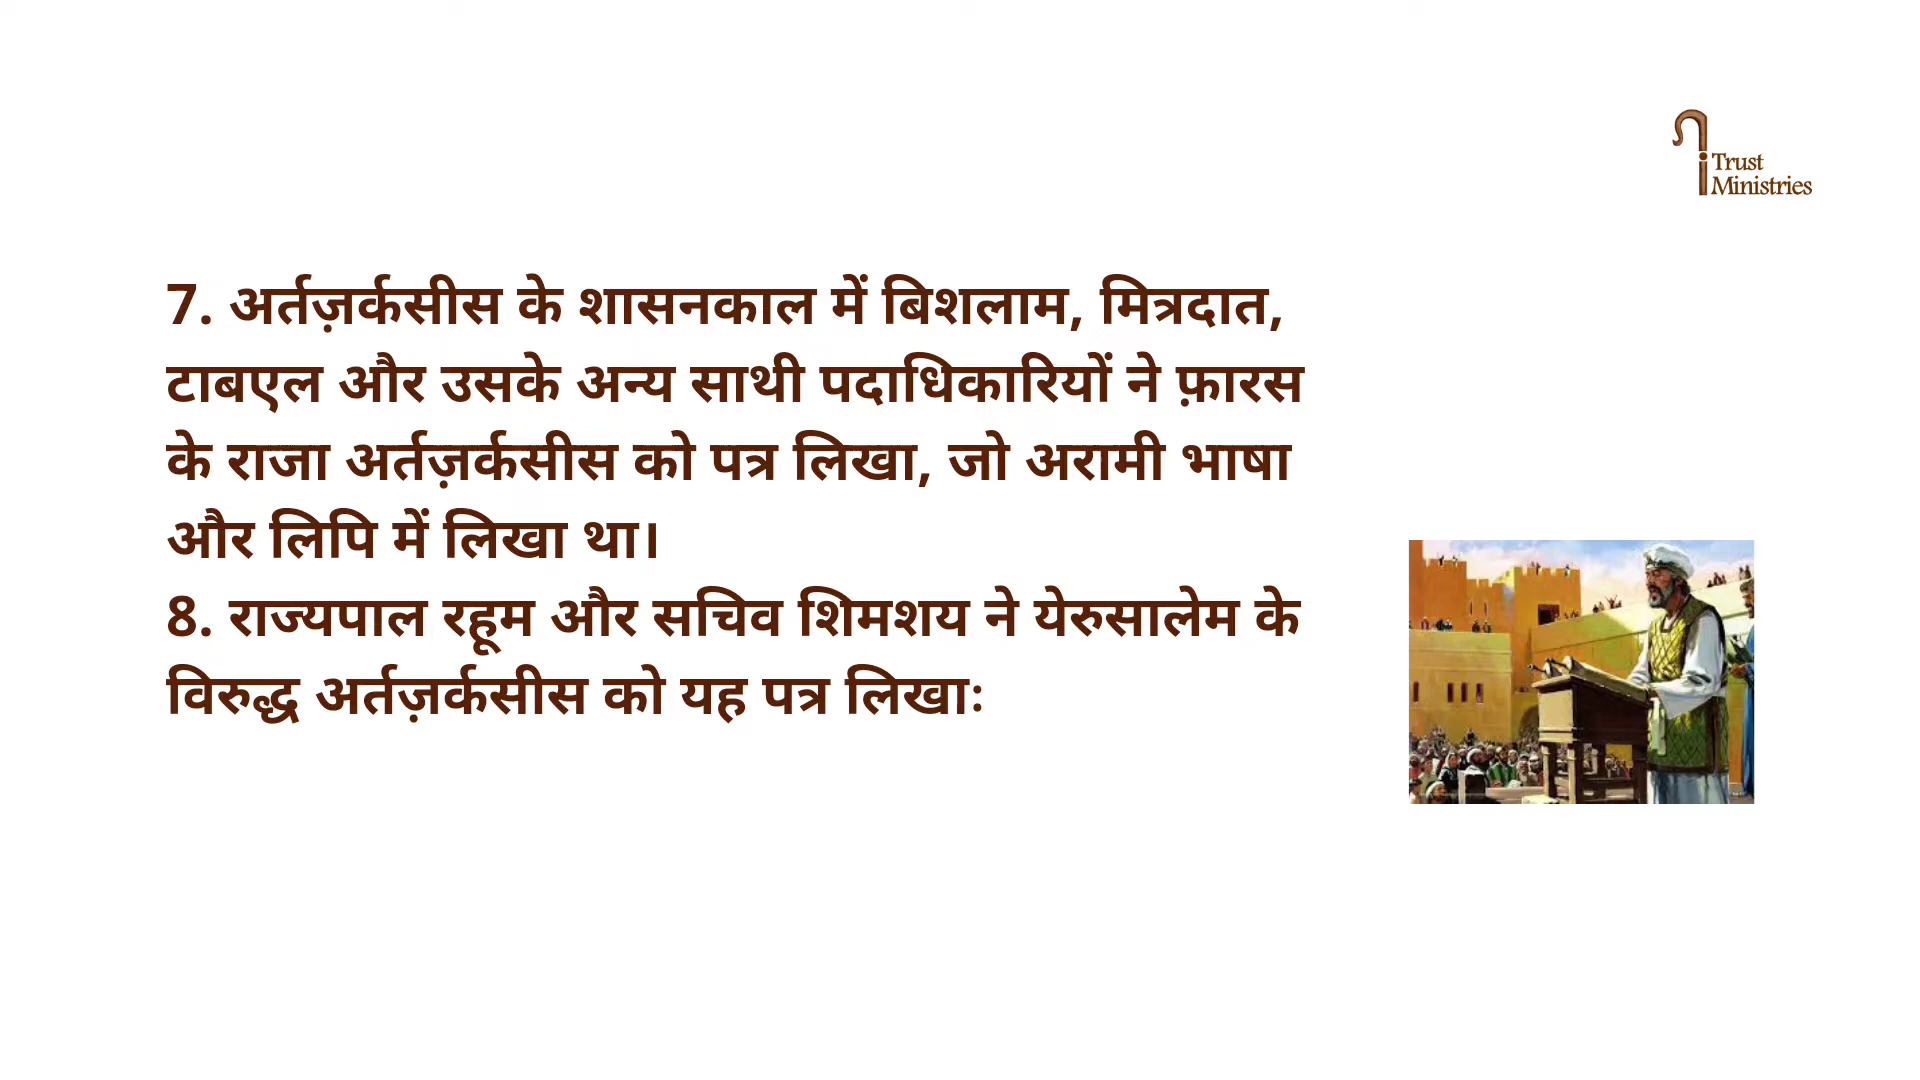 Trust
Ministries
7. अर्तज़र्कसीस के शासनकाल में बिशलाम, मित्रदात,
टाबएल और उसके अन्य साथी पदाधिकारियों ने फ़ारस
के राजा अर्तज़र्कसीस को पत्र लिखा, जो अरामी भाषा
और लिपि में लिखा था।
8. राज्यपाल रहूम और सचिव शिमशय ने येरुसालेम के
विरुद्ध अर्तज़र्कसीस को यह पत्र लिखाः